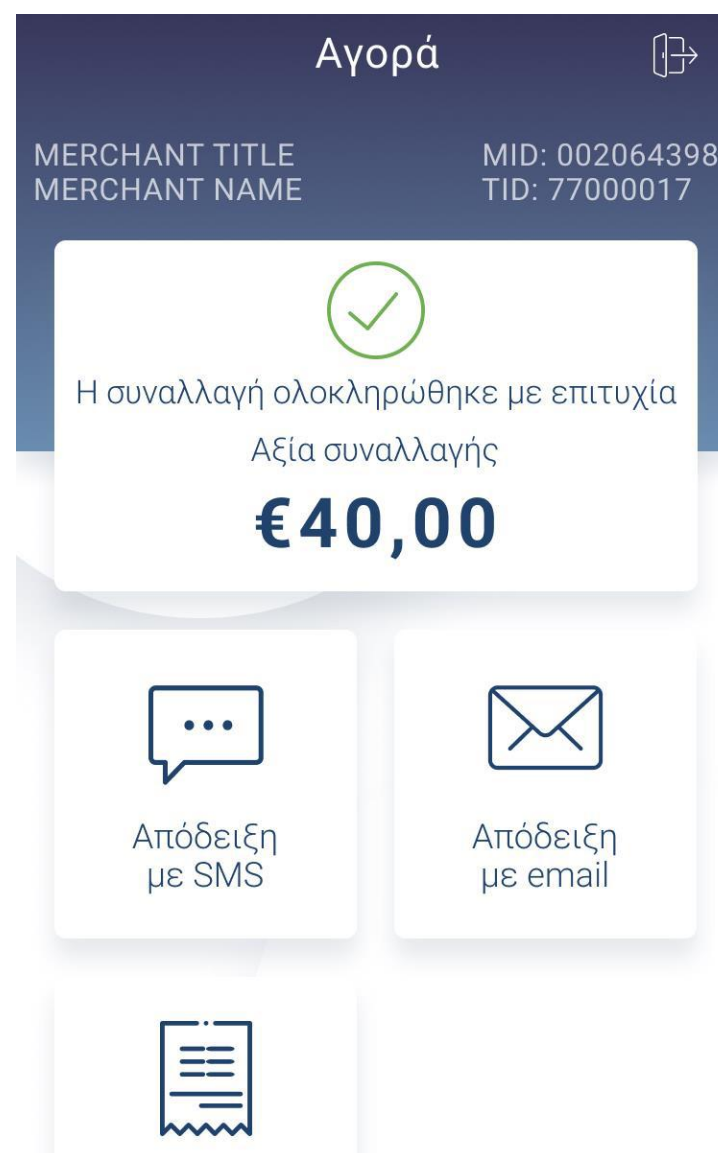 Αγορά
MERCHANT TITLE
MERCHANT NAME
MID: 002064398
TID: 77000017
Η συναλλαγή ολοκληρώθηκε με επιτυχία
Αξία συναλλαγής
€40,00
Απόδειξη
με SMS
Απόδειξη
με email